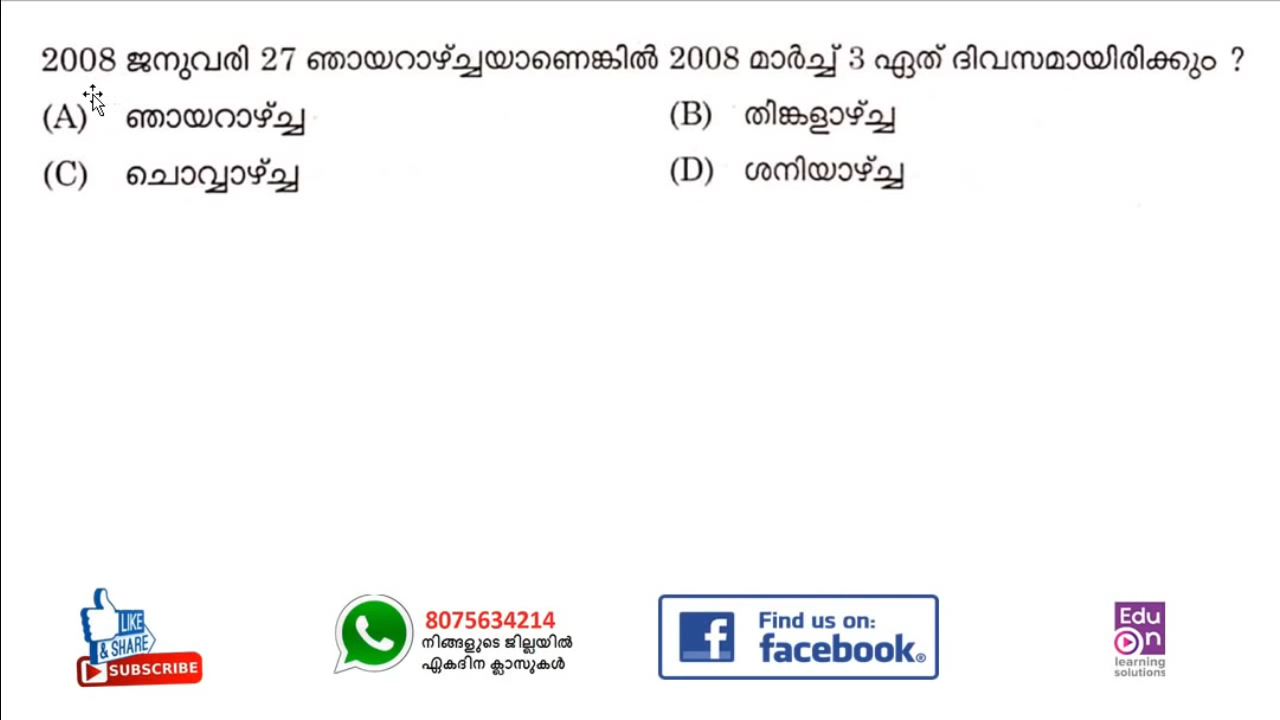 2008 ജനുവരി 27 ഞായറാഴ്ച്ചയാണെങ്കിൽ 2008 മാർച്ച് 3 ഏത് ദിവസമായിരിക്കും ?
(A) ഞായറാഴ്ച്ച (B) തിങ്കളാഴ്ച്ച
(C) ചൊവ്വാഴ്ച്ച (D) ശനിയാഴ്ച്ച
LIKE
& SHARE
SUBSCRIBE
8075634214
നിങ്ങളുടെ ജില്ലയിൽ
ഏകദിന ക്ലാസുകൾ
f
Find us on:
facebook®
Edu
On
learning
solutions